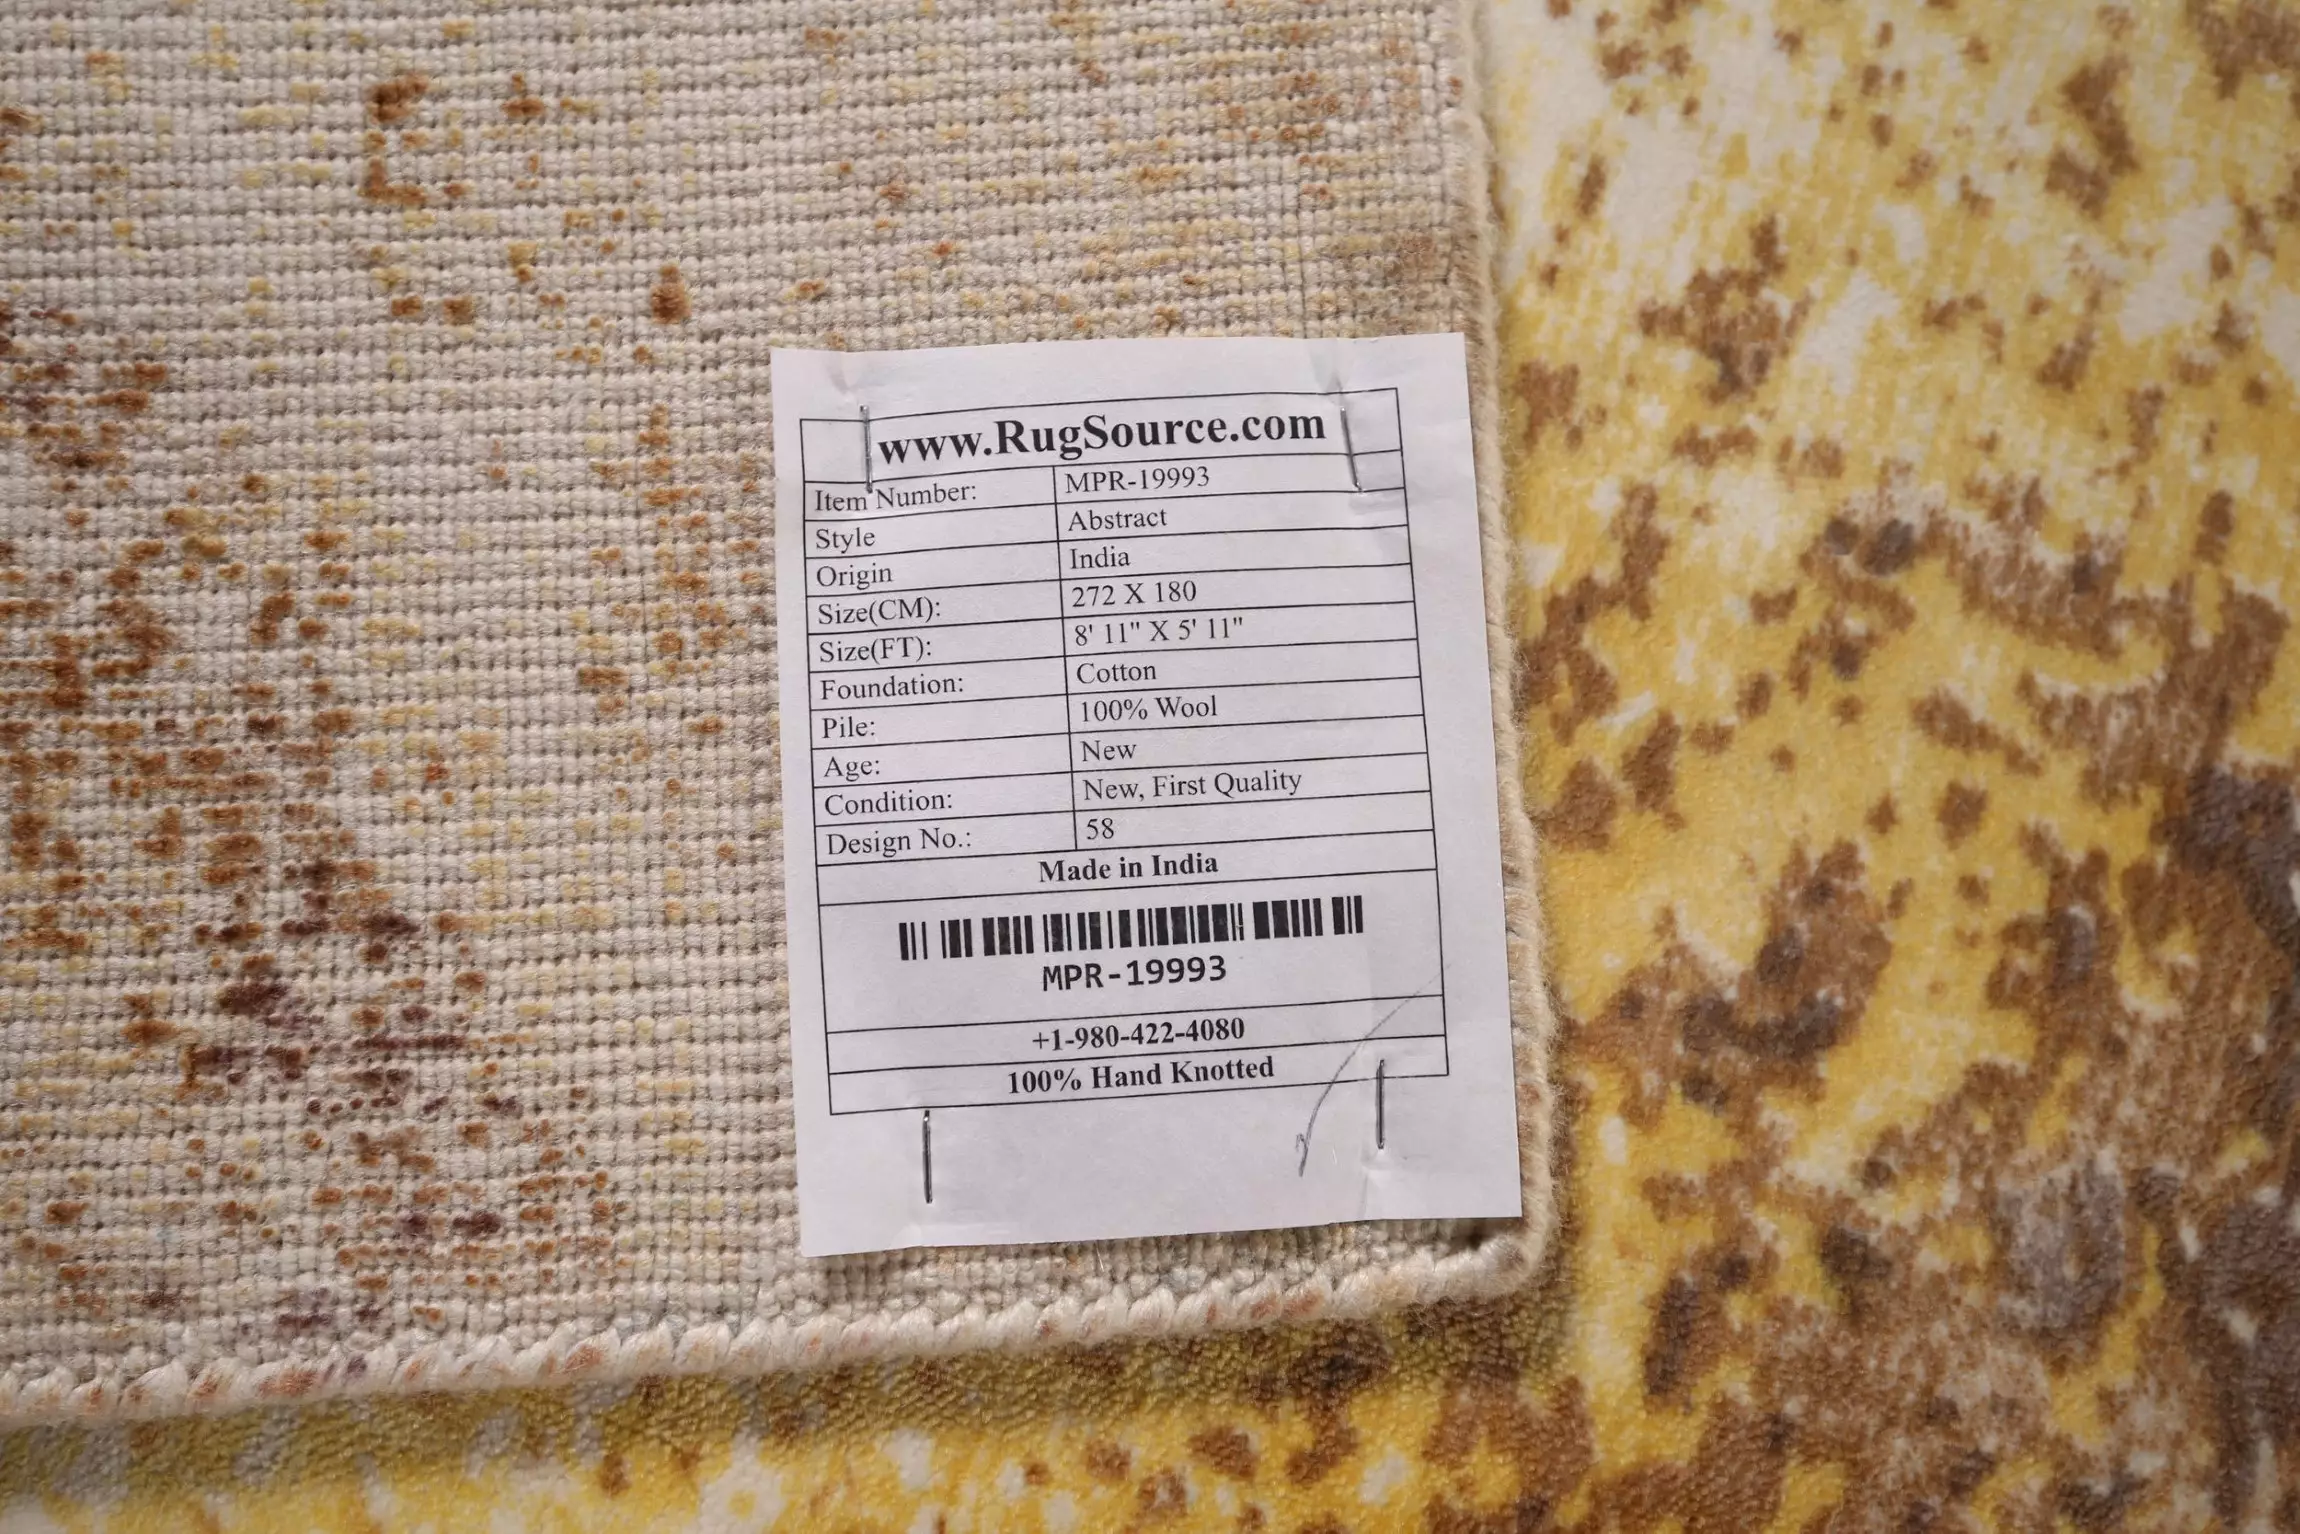 www.RugSource.com
Item Number: MPR-19993
Style Abstract
Origin India
Size(CM): 272 X 180
Size(FT): 8' 11" X 5' 11"
Foundation: Cotton
Pile: 100% Wool
Age: New
Condition: New, First Quality
Design No.: 58
Made in India
MPR-19993
+1-980-422-4080
100% Hand Knotted